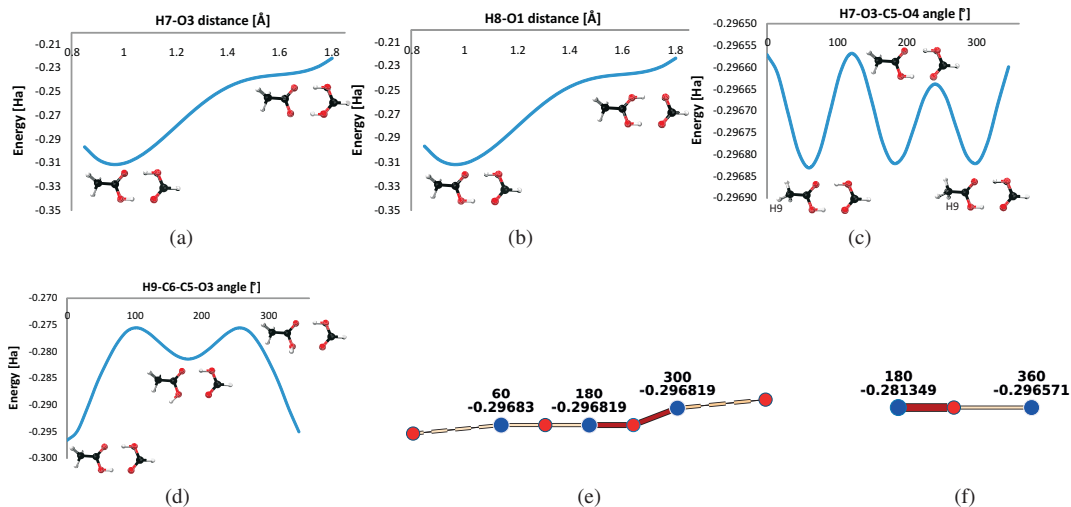 H7-O3 distance [Å]
-0.21
0.8 1 1.2 1.4 1.6 1.8
-0.23
-0.25
-0.27
-0.29
-0.31
-0.33
-0.35
Energy [Ha]
(a)
H8-O1 distance [Å]
-0.21
0.8 1 1.2 1.4 1.6 1.8
-0.23
-0.25
-0.27
-0.29
-0.31
-0.33
-0.35
Energy [Ha]
(b)
H7-O3-C5-O4 angle [°]
-0.29650
0 100 200 300
-0.29655
-0.29660
-0.29665
-0.29670
-0.29675
-0.29680
-0.29685
-0.29690
Energy [Ha]
H9
H9
(c)
H9-C6-C5-O3 angle [°]
-0.270
0 100 200 300
-0.275
-0.280
-0.285
-0.290
-0.295
-0.300
Energy [Ha]
(d)
60
-0.29683
180
-0.296819
300
-0.296819
(e)
180
-0.281349
360
-0.296571
(f)